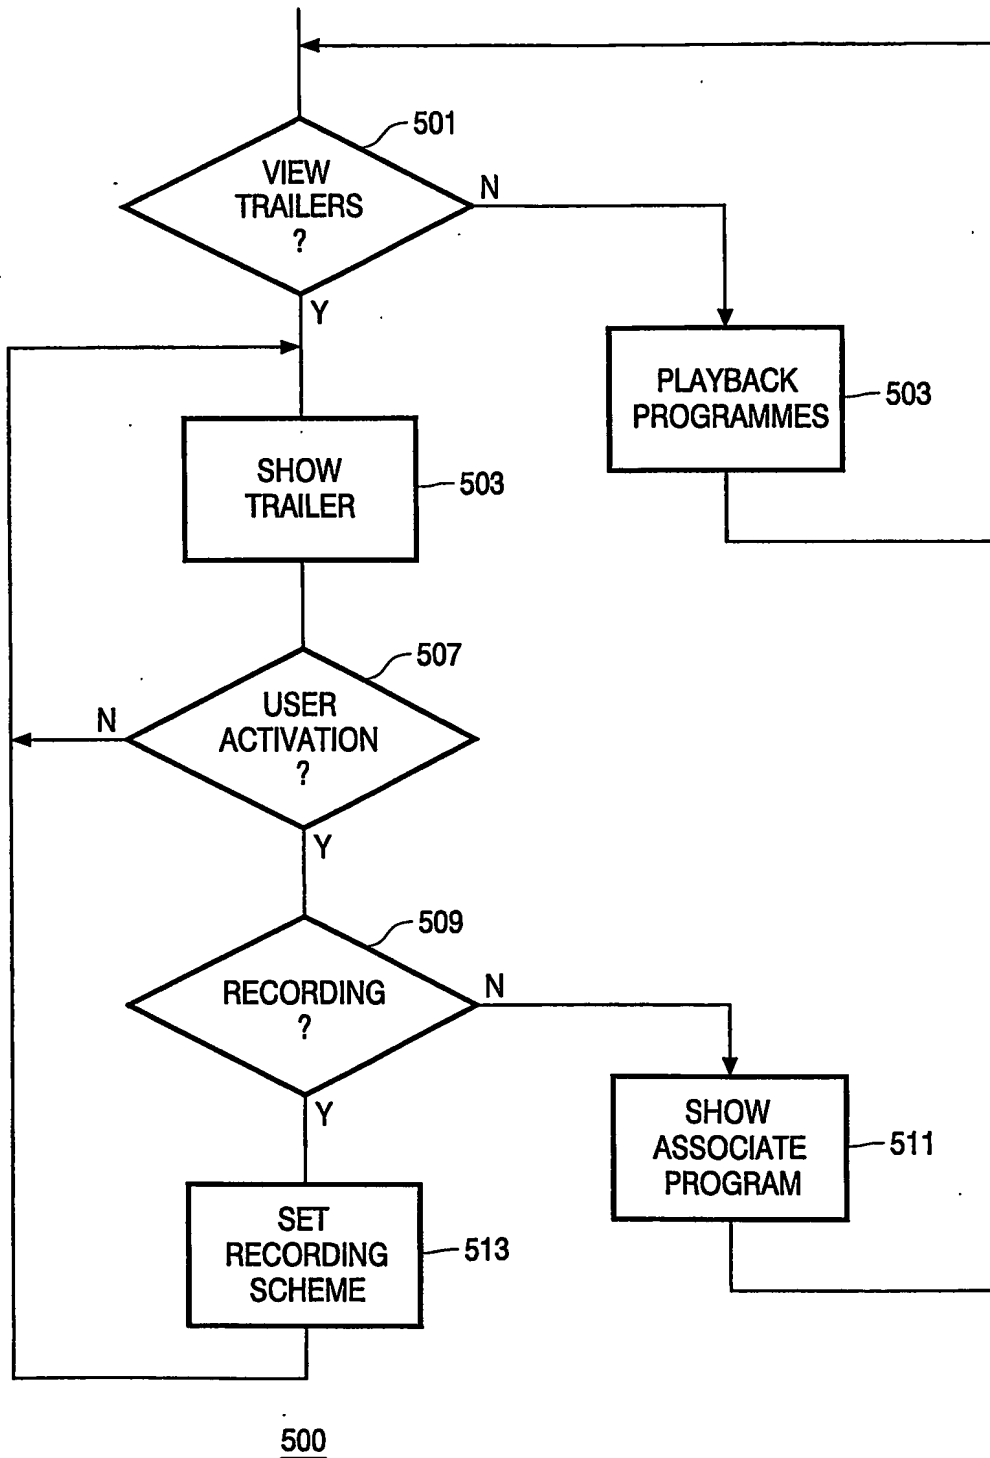 501
VIEW
TRAILERS
?
N
Y
PLAYBACK
PROGRAMMES
503
SHOW
TRAILER
503
507
USER
ACTIVATION
?
N
Y
509
RECORDING
?
N
Y
SHOW
ASSOCIATE
PROGRAM
511
SET
RECORDING
SCHEME
513
500